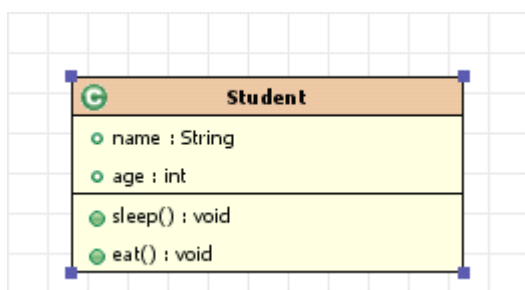 C Student
name : String
age : int
sleep() : void
eat() : void